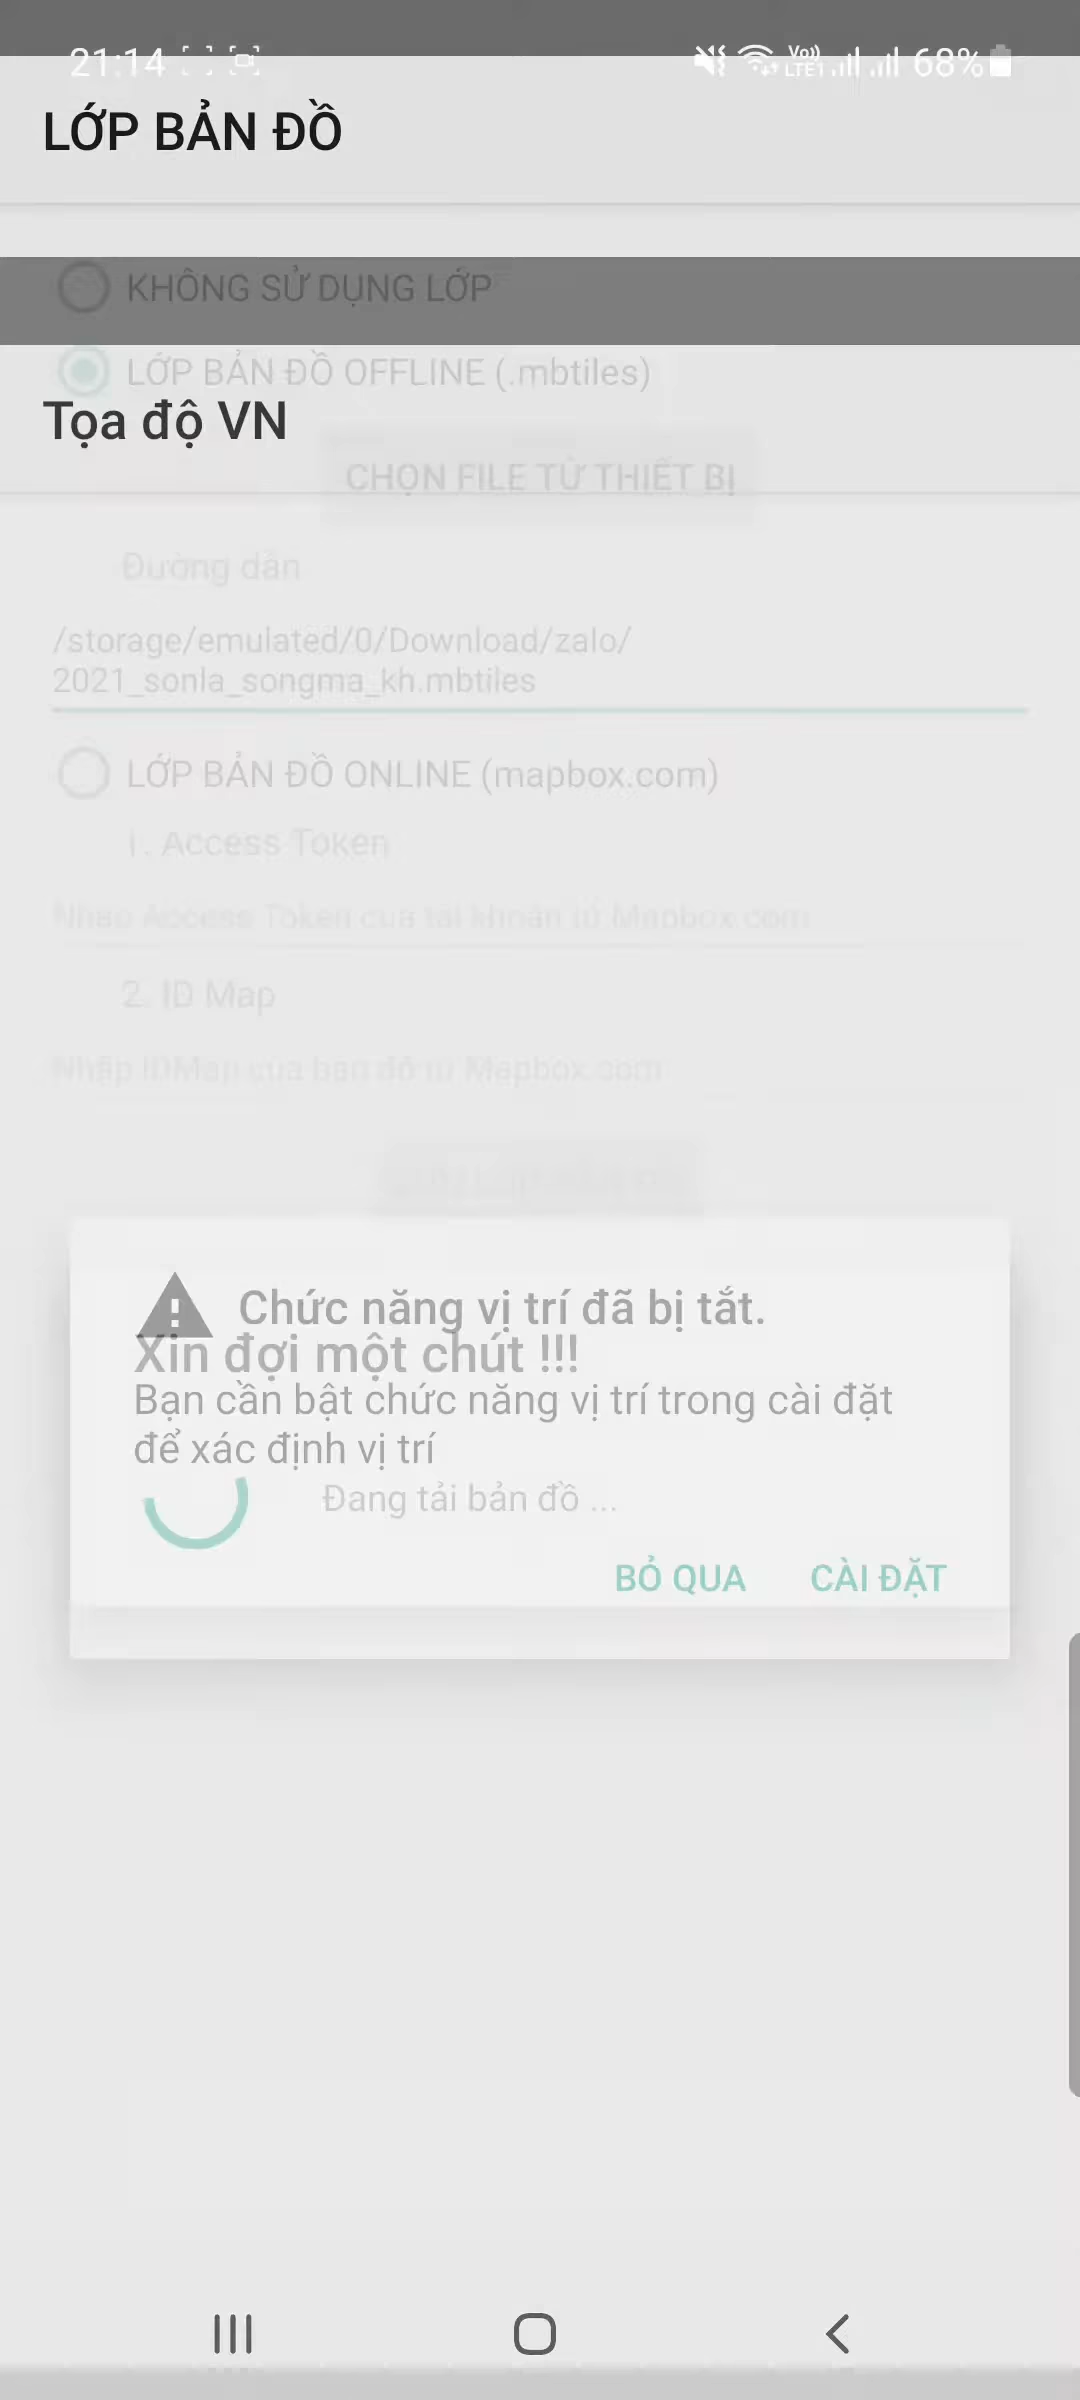 21:14 Vo)) LTE1 68%
LỚP BẢN ĐỒ
KHÔNG SỬ DỤNG LỚP
LỚP BẢN ĐỒ OFFLINE (.mbtiles)
Tọa độ VN
CHỌN FILE TỪ THIẾT BỊ
Đường dẫn
/storage/emulated/0/Download/zalo/
2021_sonla_songma_kh.mbtiles
LỚP BẢN ĐỒ ONLINE (mapbox.com)
1. Access Token
Nhập Access Token của tài khoản từ Mapbox.com
2. ID Map
Nhập IDMap của bản đồ từ Mapbox.com
Chức năng vị trí đã bị tắt.
Xin đợi một chút !!!
Bạn cần bật chức năng vị trí trong cài đặt
để xác định vị trí
Đang tải bản đồ ...
BỎ QUA CÀI ĐẶT